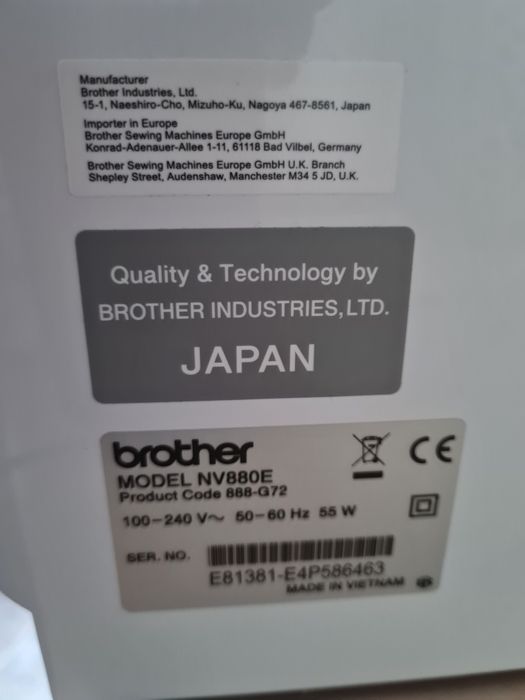 Manufacturer
Brother Industries, Ltd.
15-1, Naeshiro-Cho, Mizuho-Ku, Nagoya 467-8561, Japan
Importer in Europe
Brother Sewing Machines Europe GmbH
Konrad-Adenauer-Allee 1-11, 61118 Bad Vilbel, Germany
Brother Sewing Machines Europe GmbH U.K. Branch
Shepley Street, Audenshaw, Manchester M34 5 JD, U.K.
Quality & Technology by
BROTHER INDUSTRIES, LTD.
JAPAN
brother
MODEL NV880E
Product Code 888-G72
CE
100-240 V~ 50-60 Hz 55 W
SER. NO.
E81381-E4P586463
MADE IN VIETNAM